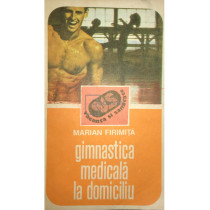 MARIAN FIRIMIȚĂ
gimnastica
medicală
la domiciliu